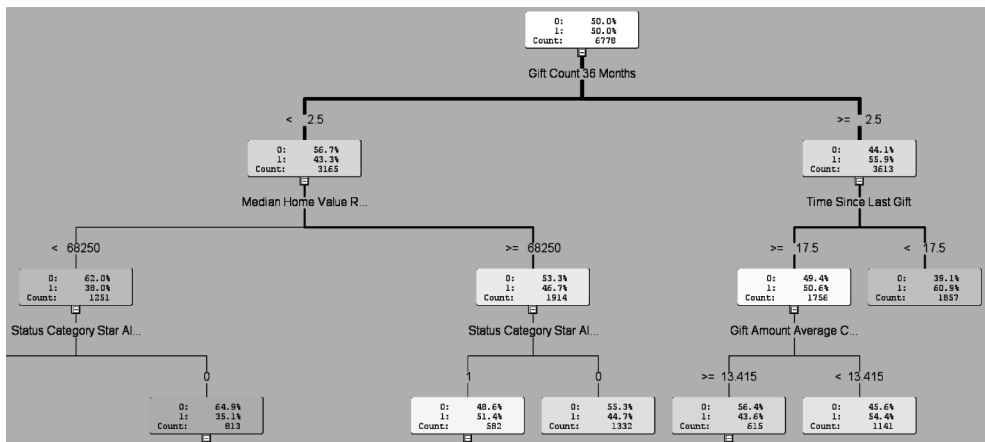 0: 50.0%
1: 50.0%
Count: 6778
Gift Count 36 Months
< 2.5
>= 2.5
0: 56.7%
1: 43.3%
Count: 3165
0: 44.1%
1: 55.9%
Count: 3613
Median Home Value R...
Time Since Last Gift
< 68250
>= 68250
>= 17.5
< 17.5
0: 62.0%
1: 38.0%
Count: 1251
0: 53.3%
1: 46.7%
Count: 1914
0: 49.4%
1: 50.6%
Count: 1756
0: 39.1%
1: 60.9%
Count: 1857
Status Category Star Al...
Status Category Star Al...
Gift Amount Average C...
0
1
0
>= 13.415
< 13.415
0: 64.9%
1: 35.1%
Count: 813
0: 48.6%
1: 51.4%
Count: 582
0: 55.3%
1: 44.7%
Count: 1332
0: 56.4%
1: 43.6%
Count: 615
0: 45.6%
1: 54.4%
Count: 1141